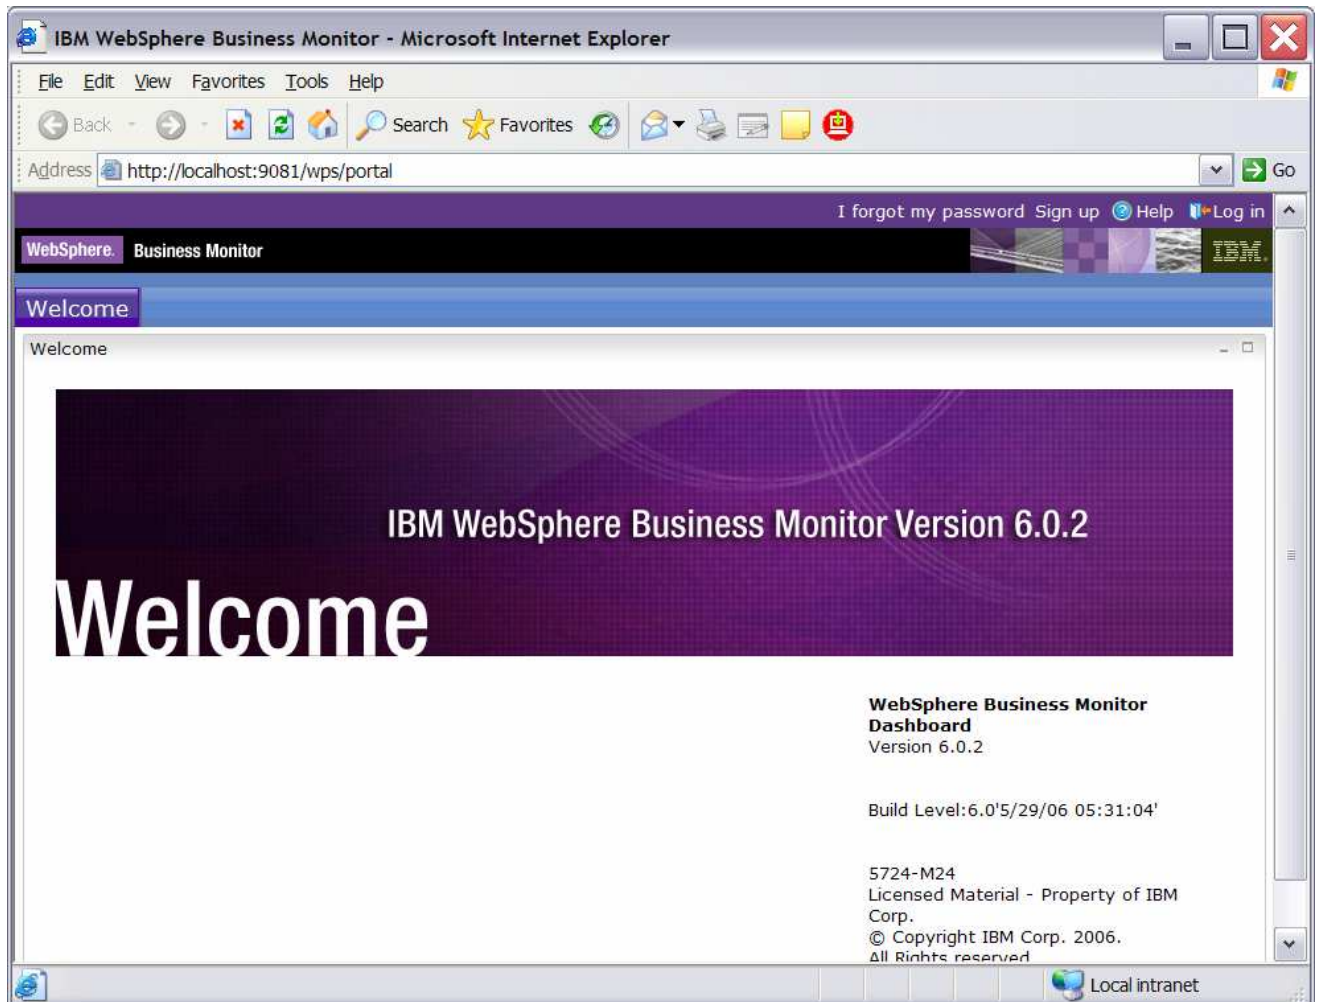 IBM WebSphere Business Monitor - Microsoft Internet Explorer
File Edit View Favorites Tools Help
Back Search Favorites
Address http://localhost:9081/wps/portal Go
I forgot my password Sign up Help Log in
WebSphere. Business Monitor IBM.
Welcome
Welcome
IBM WebSphere Business Monitor Version 6.0.2
Welcome
WebSphere Business Monitor
Dashboard
Version 6.0.2
Build Level:6.0'5/29/06 05:31:04'
5724-M24
Licensed Material - Property of IBM
Corp.
© Copyright IBM Corp. 2006.
All Rights reserved
Local intranet